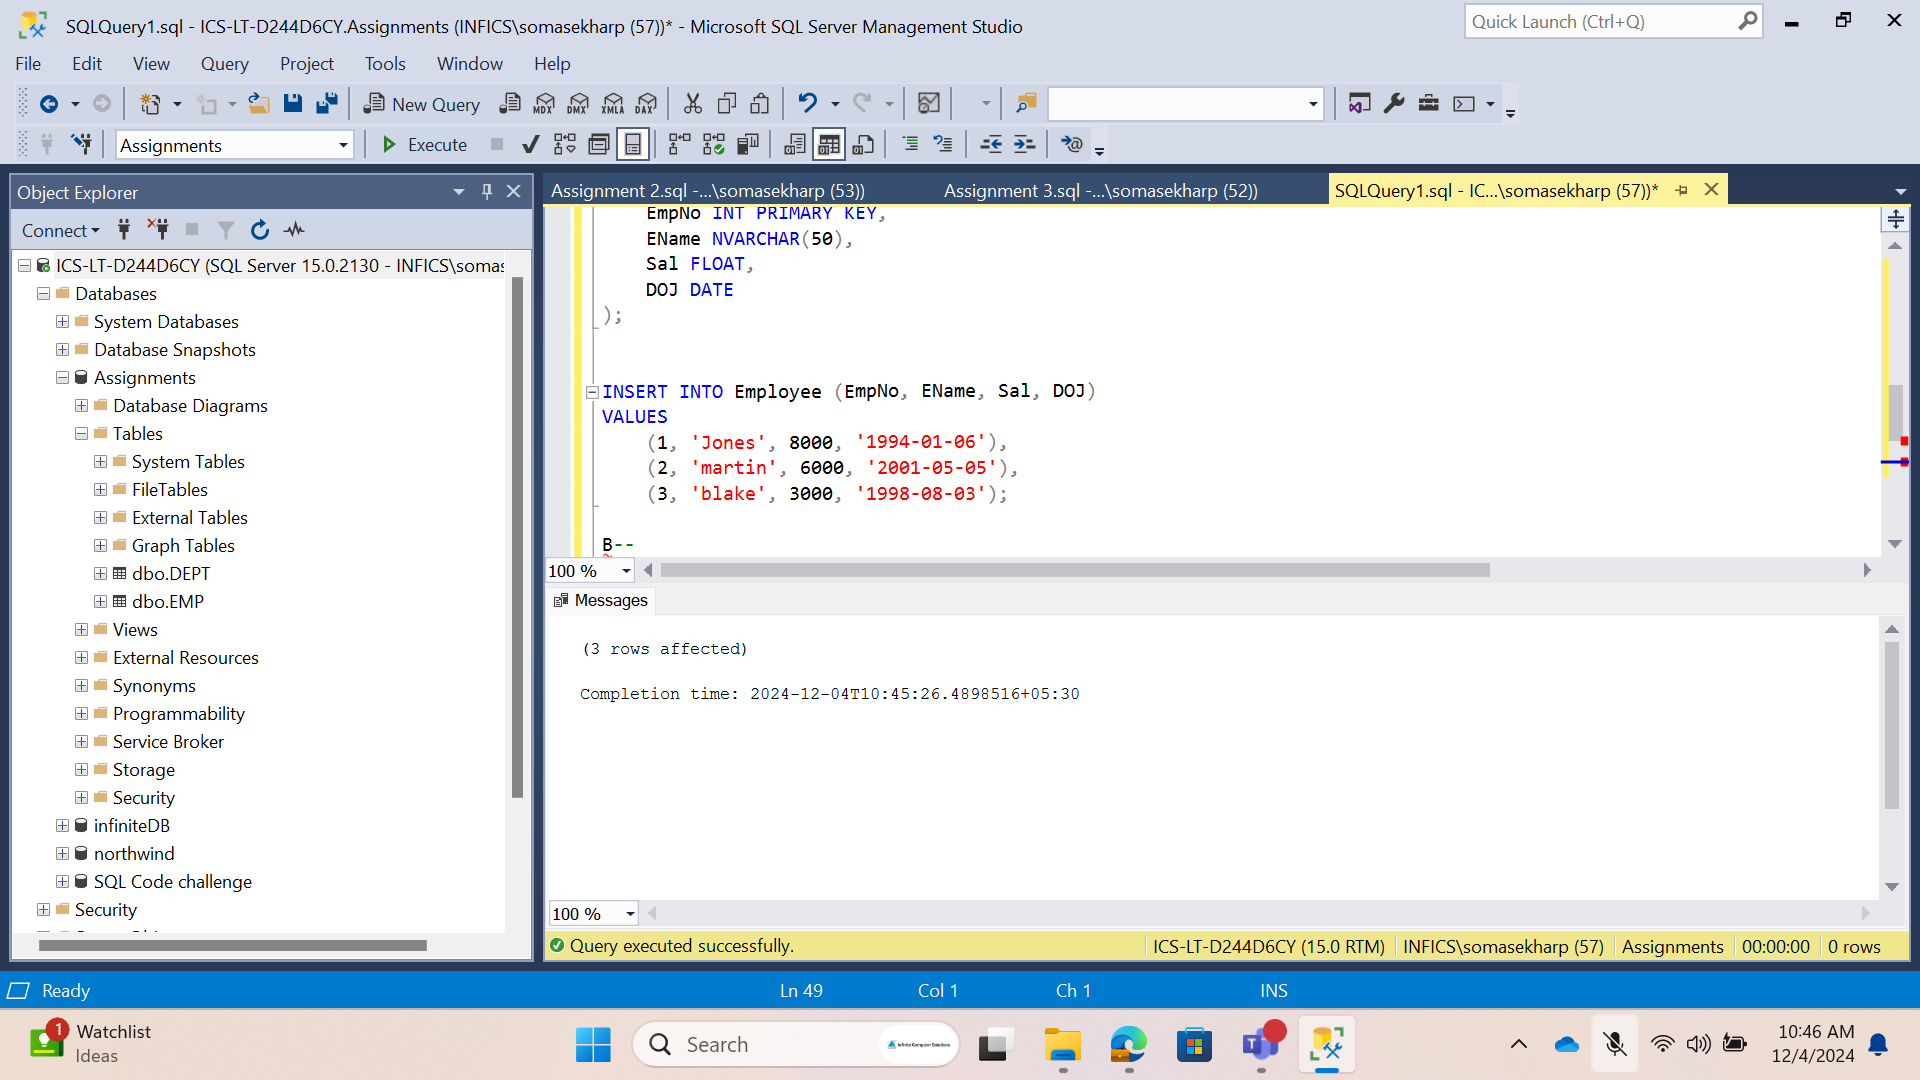 SQLQuery1.sql - ICS-LT-D244D6CY.Assignments (INFICS\somasekharp (57))* - Microsoft SQL Server Management Studio
Quick Launch (Ctrl+Q)
File Edit View Query Project Tools Window Help
New Query
MDX DMX XMLA DAX
Assignments
Execute
Object Explorer
Assignment 2.sql -...\somasekharp (53))
Assignment 3.sql -...\somasekharp (52))
SQLQuery1.sql - IC...\somasekharp (57))*
Connect
ICS-LT-D244D6CY (SQL Server 15.0.2130 - INFICS\somas
Databases
System Databases
Database Snapshots
Assignments
Database Diagrams
Tables
System Tables
FileTables
External Tables
Graph Tables
dbo.DEPT
dbo.EMP
Views
External Resources
Synonyms
Programmability
Service Broker
Storage
Security
infiniteDB
northwind
SQL Code challenge
Security
EmpNo INT PRIMARY KEY,
EName NVARCHAR(50),
Sal FLOAT,
DOJ DATE
);
INSERT INTO Employee (EmpNo, EName, Sal, DOJ)
VALUES
(1, 'Jones', 8000, '1994-01-06'),
(2, 'martin', 6000, '2001-05-05'),
(3, 'blake', 3000, '1998-08-03');
B--
100 %
Messages
(3 rows affected)
Completion time: 2024-12-04T10:45:26.4898516+05:30
100 %
Query executed successfully.
ICS-LT-D244D6CY (15.0 RTM)
INFICS\somasekharp (57)
Assignments
00:00:00
0 rows
Ready
Ln 49
Col 1
Ch 1
INS
1
Watchlist
Ideas
Search
Infinite Computer Solutions
10:46 AM
12/4/2024